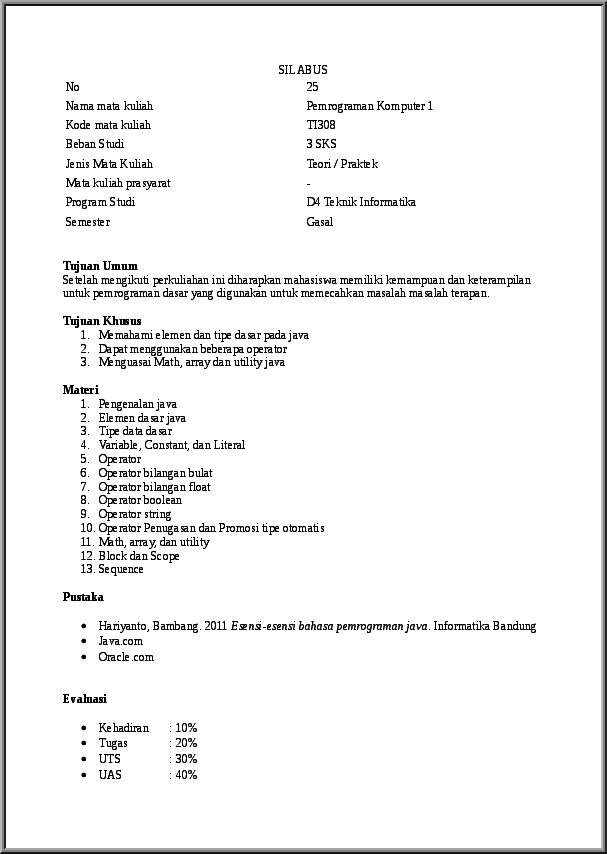 SILABUS
No 25
Nama mata kuliah Pemrograman Komputer 1
Kode mata kuliah TI308
Beban Studi 3 SKS
Jenis Mata Kuliah Teori / Praktek
Mata kuliah prasyarat -
Program Studi D4 Teknik Informatika
Semester Gasal
Tujuan Umum
Setelah mengikuti perkuliahan ini diharapkan mahasiswa memiliki kemampuan dan keterampilan
untuk pemrograman dasar yang digunakan untuk memecahkan masalah masalah terapan.
Tujuan Khusus
1. Memahami elemen dan tipe dasar pada java
2. Dapat menggunakan beberapa operator
3. Menguasai Math, array dan utility java
Materi
1. Pengenalan java
2. Elemen dasar java
3. Tipe data dasar
4. Variable, Constant, dan Literal
5. Operator
6. Operator bilangan bulat
7. Operator bilangan float
8. Operator boolean
9. Operator string
10. Operator Penugasan dan Promosi tipe otomatis
11. Math, array, dan utility
12. Block dan Scope
13. Sequence
Pustaka
• Hariyanto, Bambang. 2011 Esensi-esensi bahasa pemrograman java. Informatika Bandung
• Java.com
• Oracle.com
Evaluasi
• Kehadiran : 10%
• Tugas : 20%
• UTS : 30%
• UAS : 40%